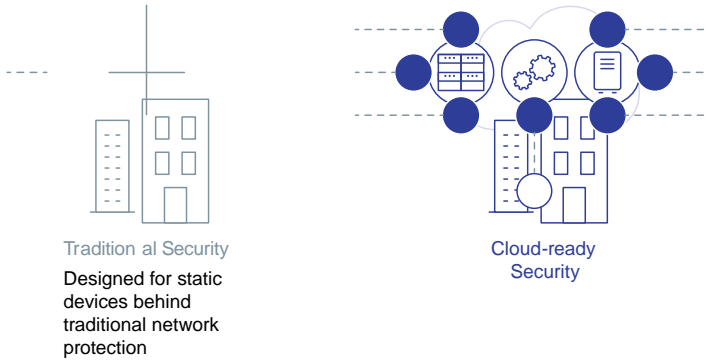 Tradition al Security
Designed for static
devices behind
traditional network
protection
Cloud-ready
Security